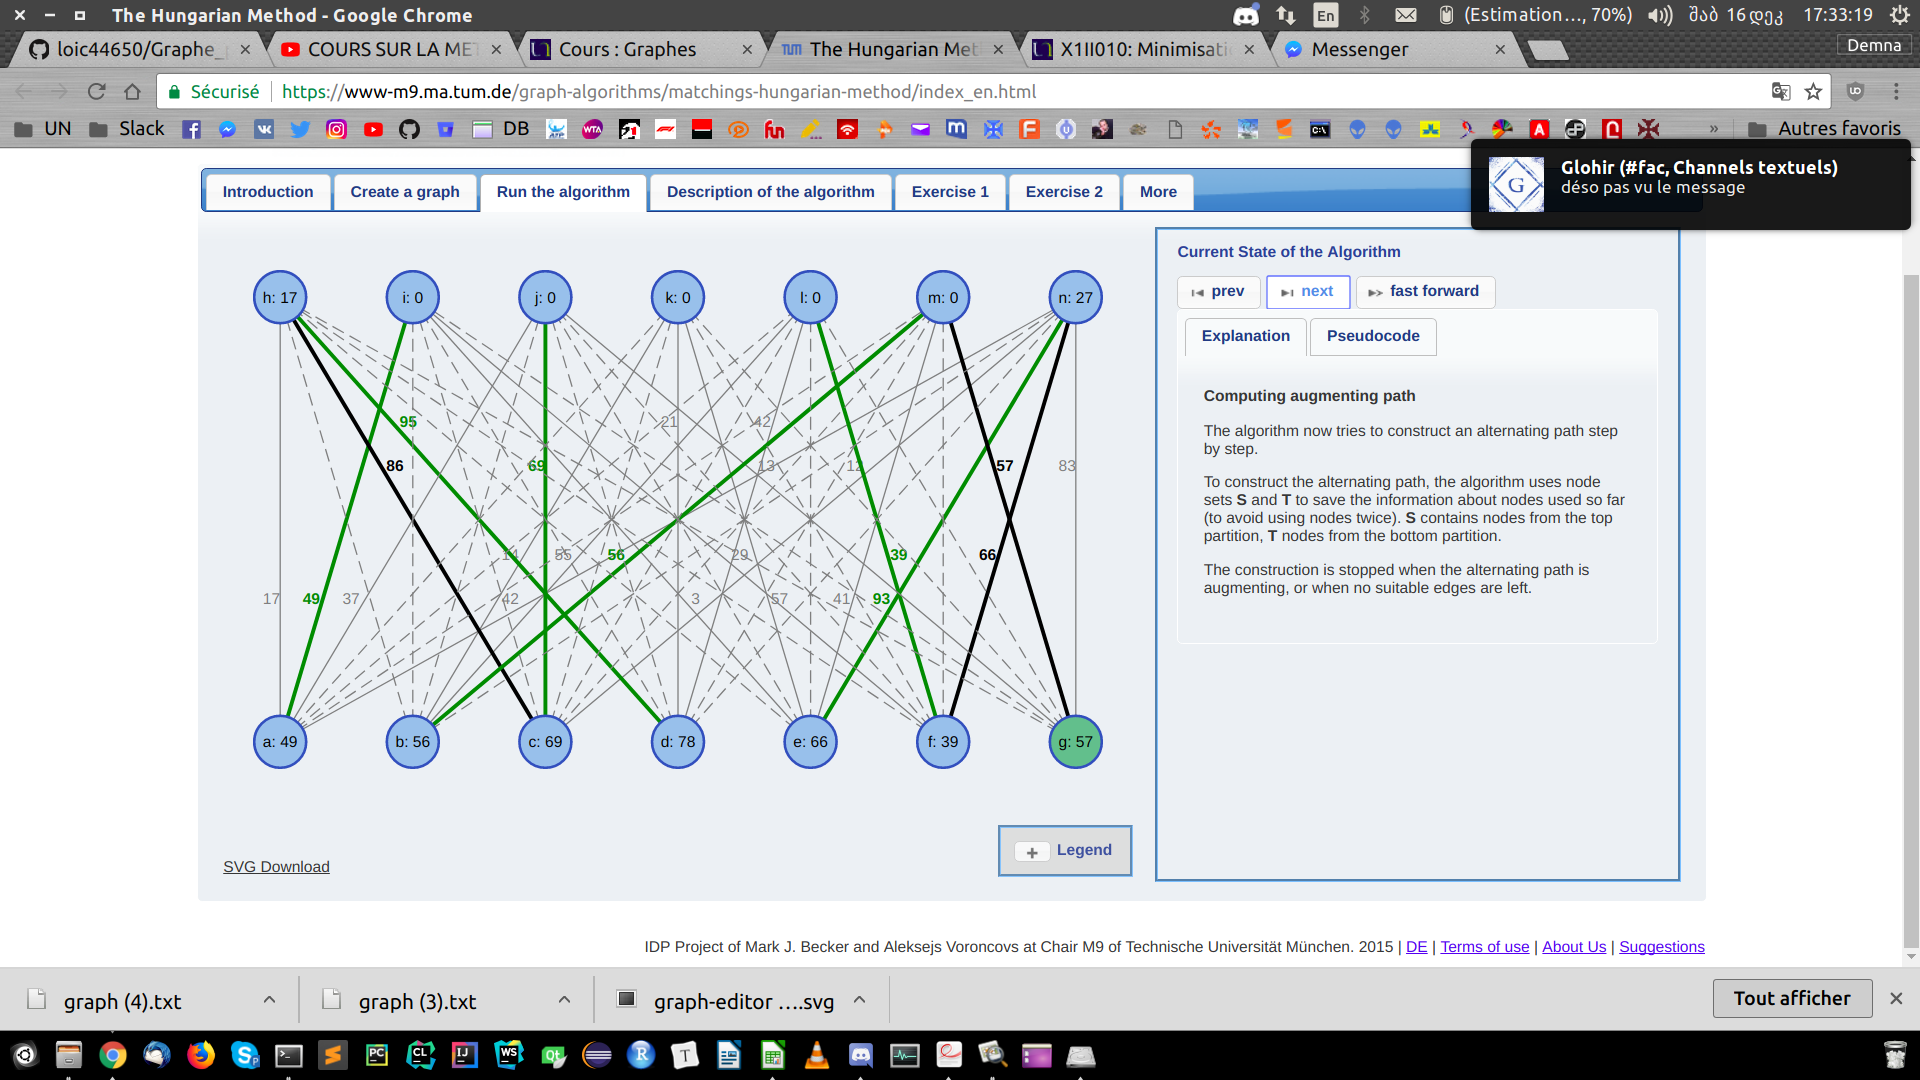 The Hungarian Method - Google Chrome
En
(Estimation…, 70%)
შაბ 16 დეკ
17:33:19
loic44650/Graphe_
COURS SUR LA MET
Cours : Graphes
The Hungarian Met
X1II010: Minimisati
Messenger
Demna
Sécurisé
https://www-m9.ma.tum.de/graph-algorithms/matchings-hungarian-method/index_en.html
UN
Slack
DB
»
Autres favoris
Glohir (#fac, Channels textuels)
déso pas vu le message
Introduction
Create a graph
Run the algorithm
Description of the algorithm
Exercise 1
Exercise 2
More
Current State of the Algorithm
prev
next
fast forward
Explanation
Pseudocode
Computing augmenting path
The algorithm now tries to construct an alternating path step
by step.
To construct the alternating path, the algorithm uses node
sets S and T to save the information about nodes used so far
(to avoid using nodes twice). S contains nodes from the top
partition, T nodes from the bottom partition.
The construction is stopped when the alternating path is
augmenting, or when no suitable edges are left.
h: 17
i: 0
j: 0
k: 0
l: 0
m: 0
n: 27
95
21
42
86
69
13
12
57
83
14
55
56
29
39
66
17
49
37
42
3
57
41
93
a: 49
b: 56
c: 69
d: 78
e: 66
f: 39
g: 57
SVG Download
Legend
IDP Project of Mark J. Becker and Aleksejs Voroncovs at Chair M9 of Technische Universität München. 2015 | DE | Terms of use | About Us | Suggestions
graph (4).txt
graph (3).txt
graph-editor ….svg
Tout afficher